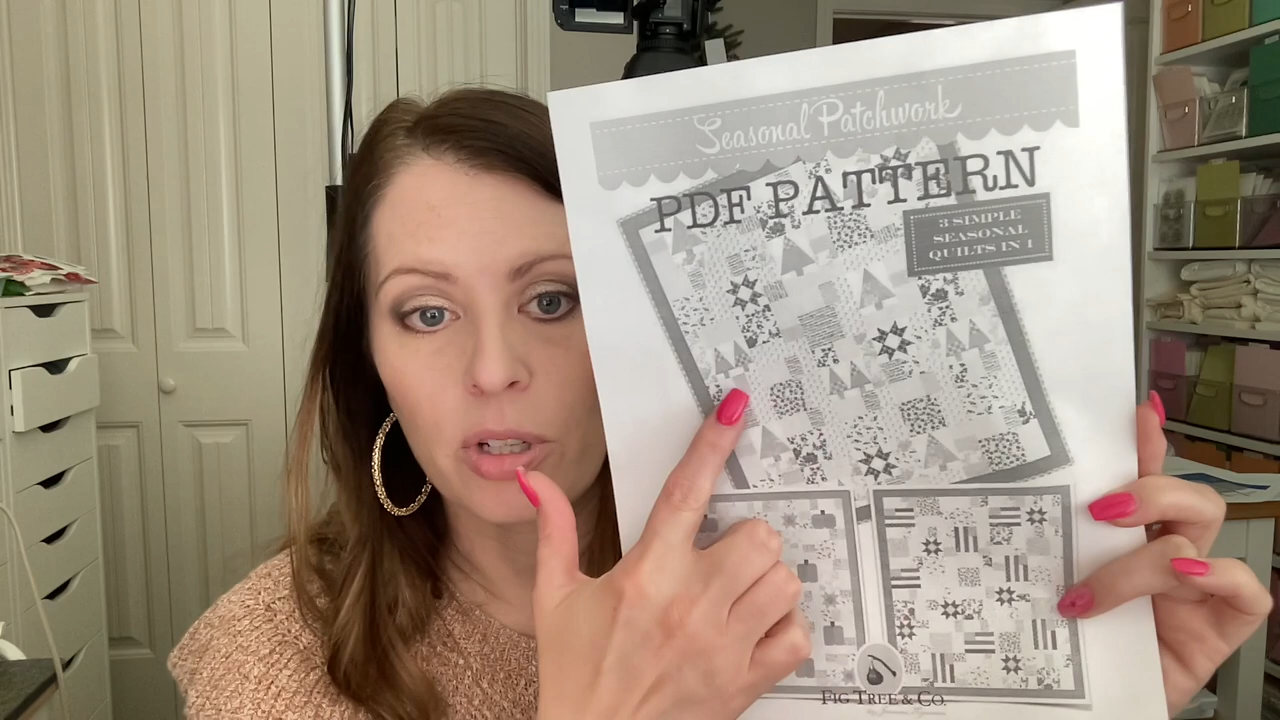 Seasonal Patchwork
PDF PATTERN
3 SIMPLE
SEASONAL
QUILTS IN 1
FIG TREE & CO.